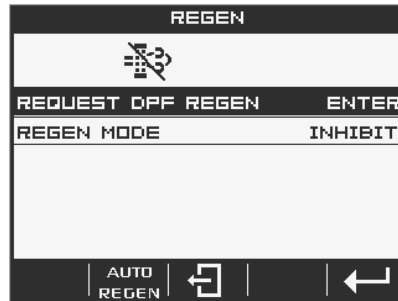 REGEN
REQUEST DPF REGEN ENTER
REGEN MODE INHIBIT
AUTO
REGEN